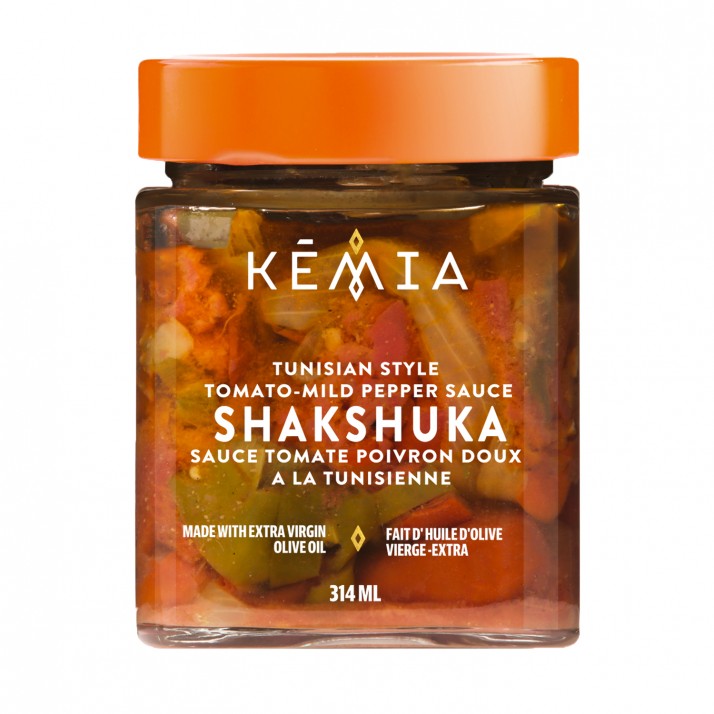 KĒMIA
TUNISIAN STYLE
TOMATO-MILD PEPPER SAUCE
SHAKSHUKA
SAUCE TOMATE POIVRON DOUX
A LA TUNISIENNE
MADE WITH EXTRA VIRGIN
OLIVE OIL
FAIT D'HUILE D'OLIVE
VIERGE-EXTRA
314 ML